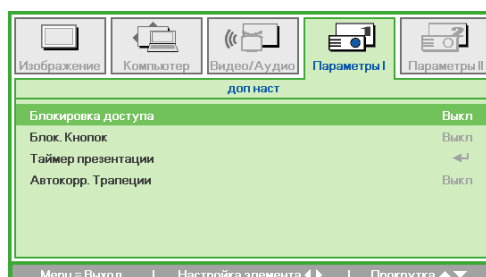 Изображение Компьютер Видео/Аудио Параметры I Параметры II
доп наст
Блокировка доступа Выкл
Блок. Кнопок Выкл
Таймер презентации
Автокорр. Трапеции Выкл
Menu = Выход | Настройка элемента | Прокрутка